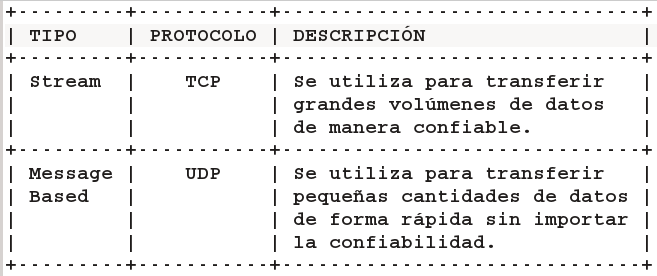 +---------+-----------+------------------------------+
| TIPO    | PROTOCOLO | DESCRIPCIÓN                  |
+---------+-----------+------------------------------+
| Stream  |    TCP    | Se utiliza para transferir   |
|         |           | grandes volúmenes de datos   |
|         |           | de manera confiable.         |
+---------+-----------+------------------------------+
| Message |    UDP    | Se utiliza para transferir   |
| Based   |           | pequeñas cantidades de datos |
|         |           | de forma rápida sin importar |
|         |           | la confiabilidad.            |
+---------+-----------+------------------------------+